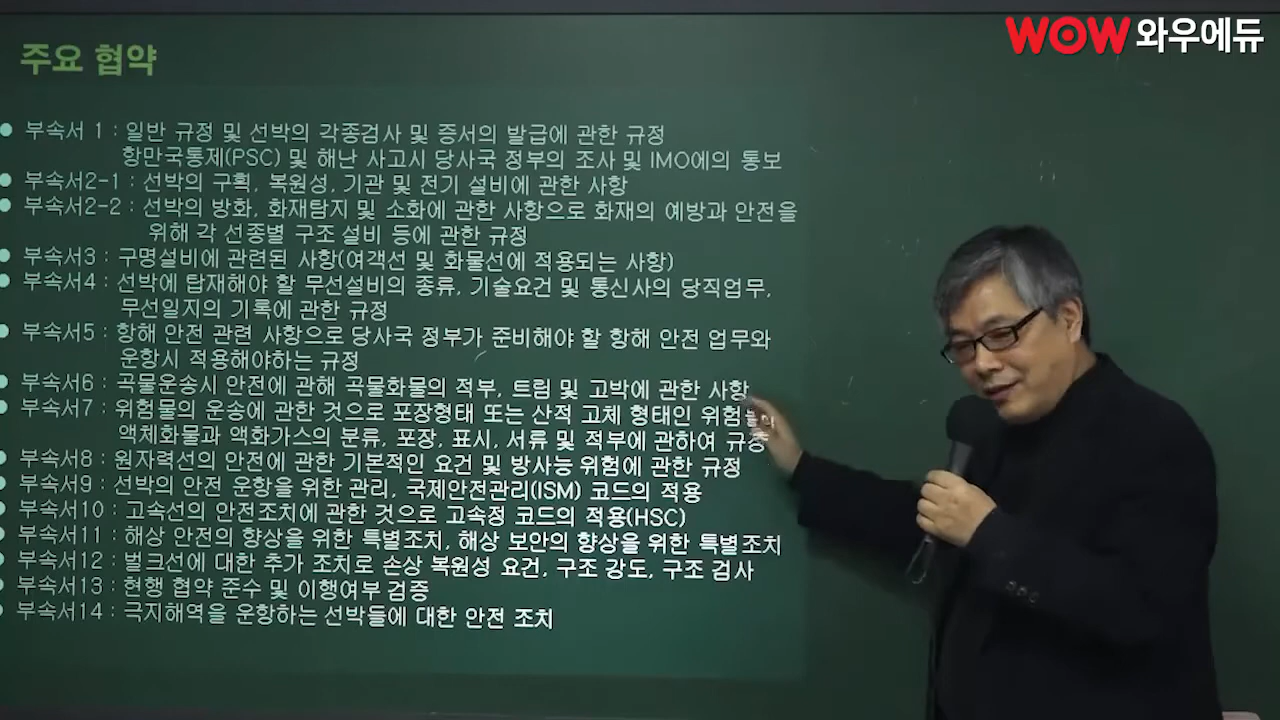 WOW 와우에듀
주요 협약
부속서 1 : 일반 규정 및 선박의 각종검사 및 증서의 발급에 관한 규정
항만국통제(PSC) 및 해난 사고시 당사국 정부의 조사 및 IMO에의 통보
부속서2-1 : 선박의 구획, 복원성, 기관 및 전기 설비에 관한 사항
부속서2-2 : 선박의 방화, 화재탐지 및 소화에 관한 사항으로 화재의 예방과 안전을
위해 각 선종별 구조 설비 등에 관한 규정
부속서3 : 구명설비에 관련된 사항(여객선 및 화물선에 적용되는 사항)
부속서4 : 선박에 탑재해야 할 무선설비의 종류, 기술요건 및 통신사의 당직업무,
무선일지의 기록에 관한 규정
부속서5 : 항해 안전 관련 사항으로 당사국 정부가 준비해야 할 항해 안전 업무와
운항시 적용해야하는 규정
부속서6 : 곡물운송시 안전에 관해 곡물화물의 적부, 트림 및 고박에 관한 사항
부속서7 : 위험물의 운송에 관한 것으로 포장형태 또는 산적 고체 형태인 위험물의
액체화물과 액화가스의 분류, 포장, 표시, 서류 및 적부에 관하여 규정
부속서8 : 원자력선의 안전에 관한 기본적인 요건 및 방사능 위험에 관한 규정
부속서9 : 선박의 안전 운항을 위한 관리, 국제안전관리(ISM) 코드의 적용
부속서10 : 고속선의 안전조치에 관한 것으로 고속정 코드의 적용(HSC)
부속서11 : 해상 안전의 향상을 위한 특별조치, 해상 보안의 향상을 위한 특별조치
부속서12 : 벌크선에 대한 추가 조치로 손상 복원성 요건, 구조 강도, 구조 검사
부속서13 : 현행 협약 준수 및 이행여부 검증
부속서14 : 극지해역을 운항하는 선박들에 대한 안전 조치